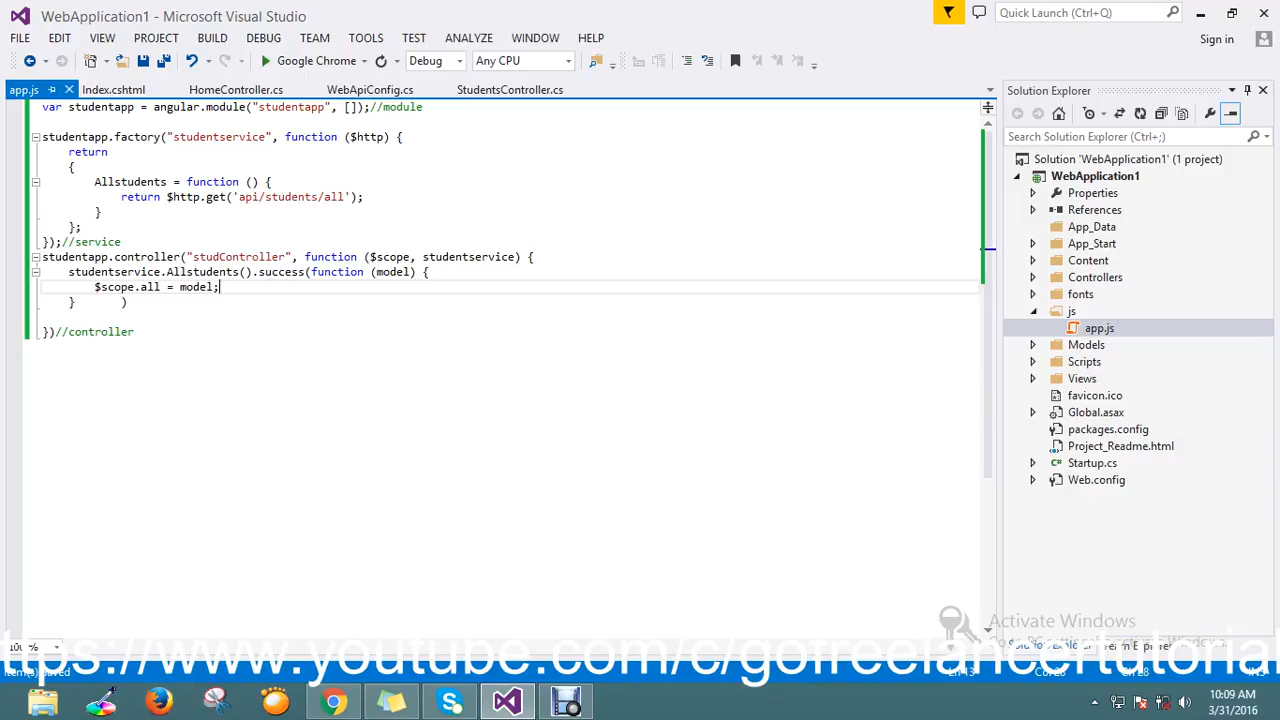 WebApplication1 - Microsoft Visual Studio
Quick Launch (Ctrl+Q)
FILE EDIT VIEW PROJECT BUILD DEBUG TEAM TOOLS TEST ANALYZE WINDOW HELP
Sign in
Google Chrome Debug Any CPU
app.js Index.cshtml HomeController.cs WebApiConfig.cs StudentsController.cs
var studentapp = angular.module("studentapp", []);//module
studentapp.factory("studentservice", function ($http) {
return
{
Allstudents = function () {
return $http.get('api/students/all');
}
};
});//service
studentapp.controller("studController", function ($scope, studentservice) {
studentservice.Allstudents().success(function (model) {
$scope.all = model;
} )
})//controller
Solution Explorer
Search Solution Explorer (Ctrl+;)
Solution 'WebApplication1' (1 project)
WebApplication1
Properties
References
App_Data
App_Start
Content
Controllers
fonts
js
app.js
Models
Scripts
Views
favicon.ico
Global.asax
packages.config
Project_Readme.html
Startup.cs
Web.config
Activate Windows
ttps://www.youtube.com/c/gofreelancertutorial
10:09 AM
3/31/2016